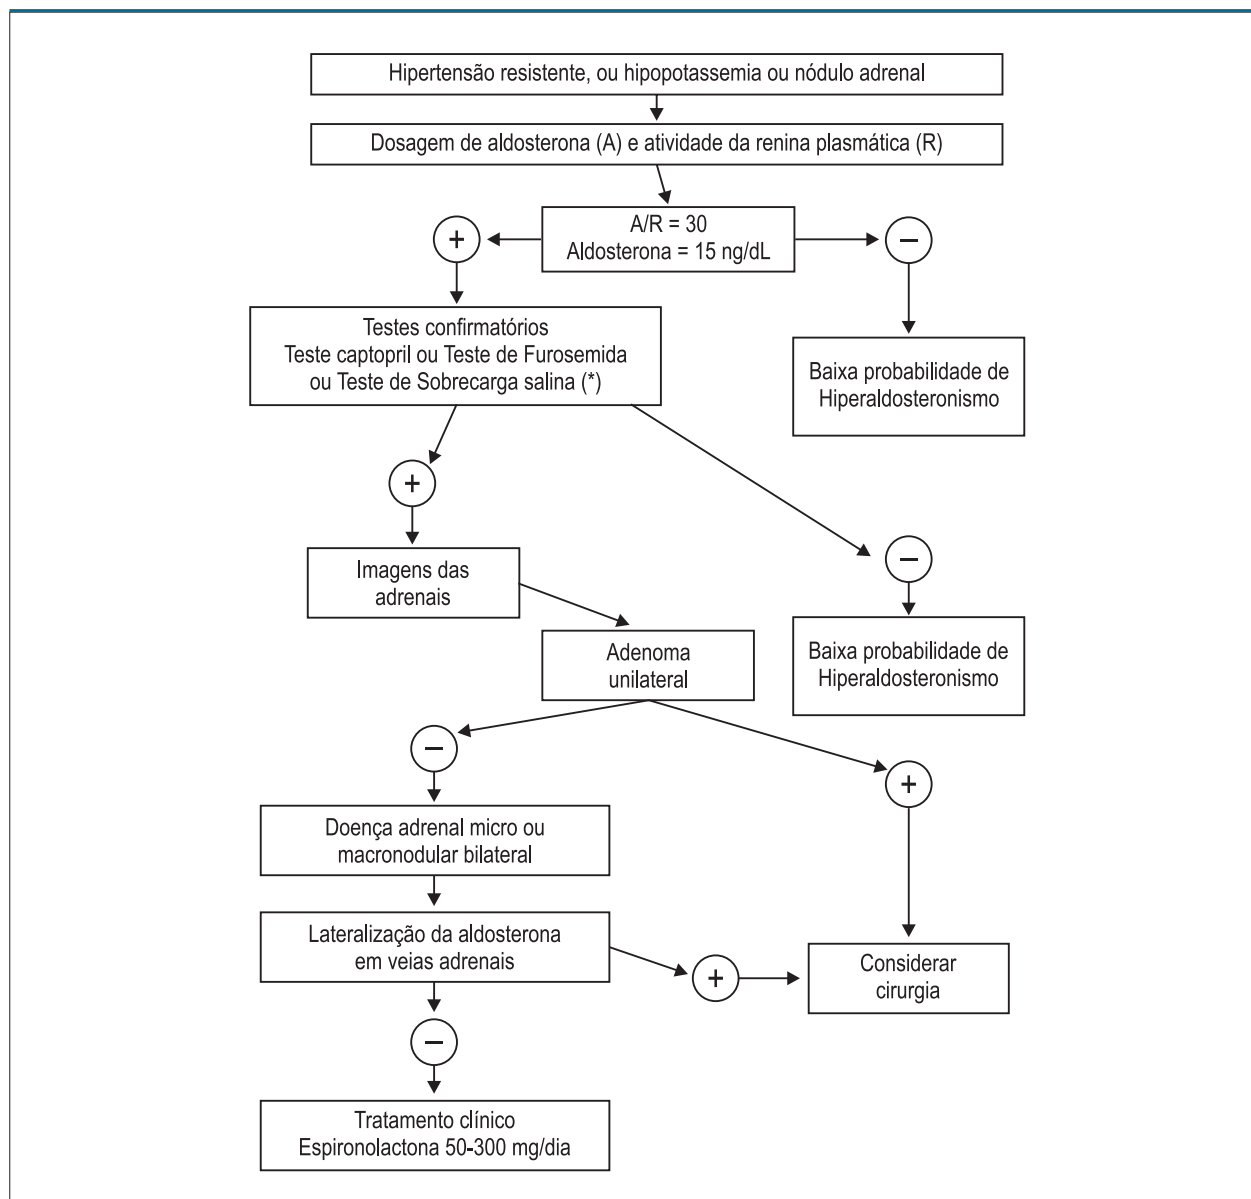 Hipertensão resistente, ou hipopotassemia ou nódulo adrenal
Dosagem de aldosterona (A) e atividade da renina plasmática (R)
A/R = 30
Aldosterona = 15 ng/dL
+
−
Testes confirmatórios
Teste captopril ou Teste de Furosemida
ou Teste de Sobrecarga salina (*)
Baixa probabilidade de
Hiperaldosteronismo
+
−
Imagens das
adrenais
Adenoma
unilateral
Baixa probabilidade de
Hiperaldosteronismo
−
+
Doença adrenal micro ou
macronodular bilateral
Lateralização da aldosterona
em veias adrenais
+
Considerar
cirurgia
−
Tratamento clínico
Espironolactona 50-300 mg/dia